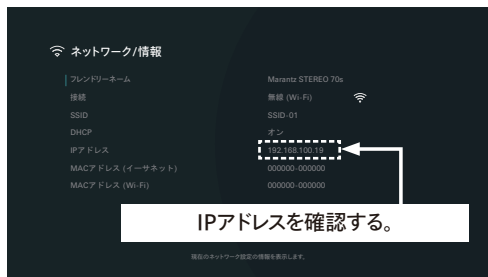 ネットワーク/情報
フレンドリーネーム Marantz STEREO 70s
接続 無線 (Wi-Fi)
SSID SSID-01
DHCP オン
IPアドレス 192.168.100.19
MACアドレス (イーサネット) 000000-000000
MACアドレス (Wi-Fi) 000000-000000
IPアドレスを確認する。
現在のネットワーク設定の情報を表示します。